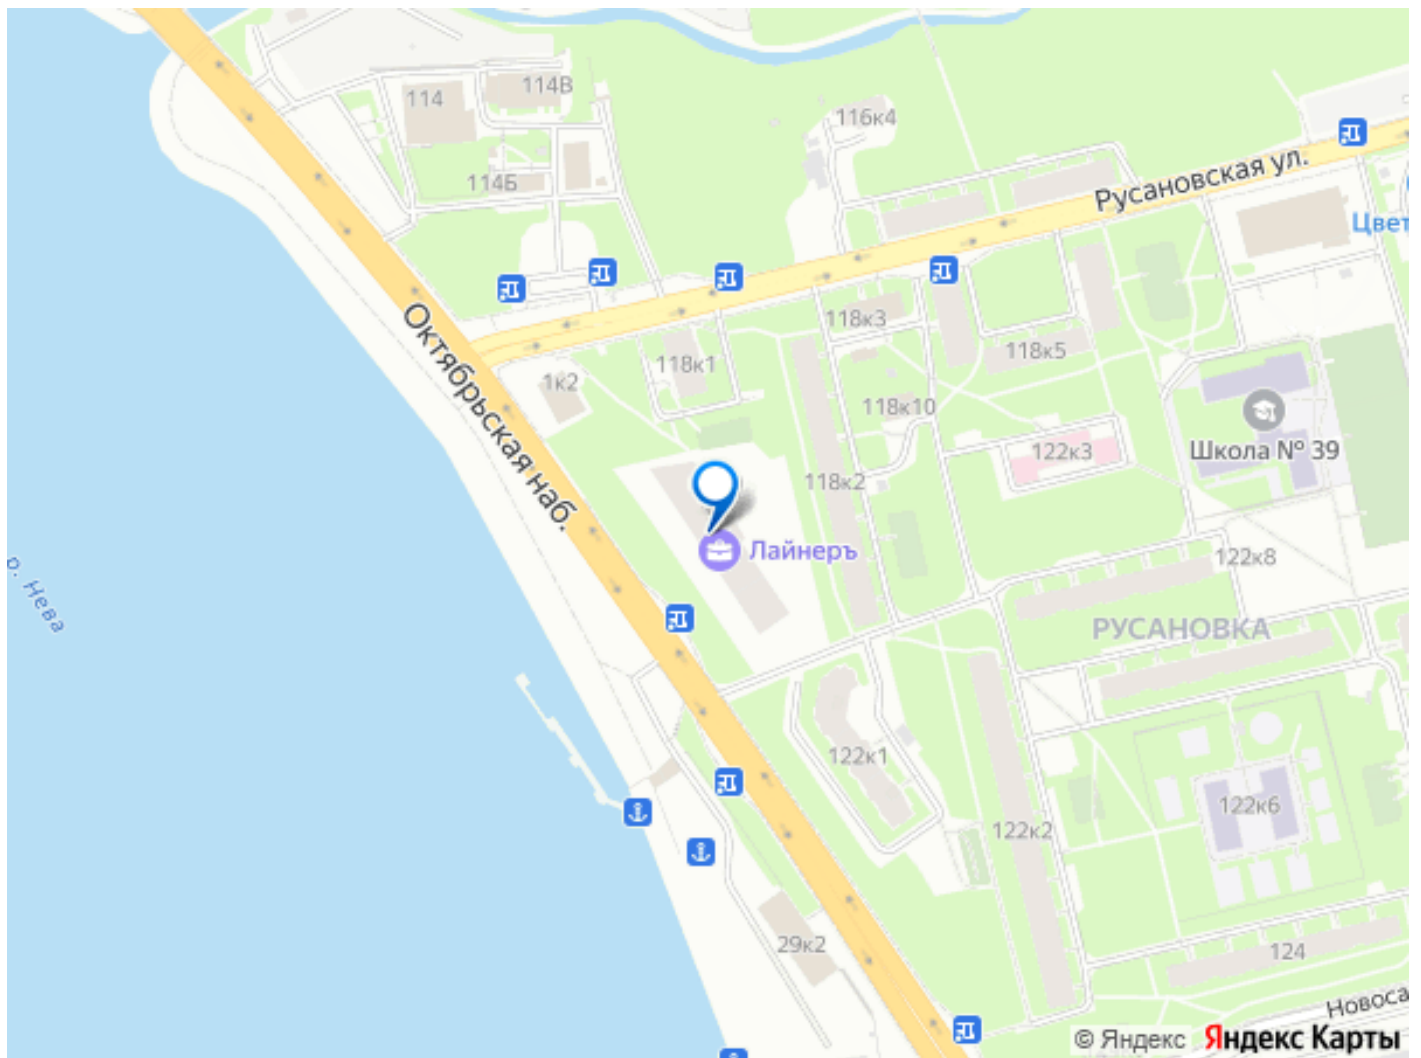 114
114В
116к4
114Б
Русановская ул.
Цвет
Октябрьская наб.
118к3
118к1
118к5
1к2
118к10
Школа № 39
122к3
118к2
Лайнеръ
122к8
р. Нева
РУСАНОВКА
122к1
122к6
122к2
29к2
124
Новоса
© Яндекс Яндекс Карты